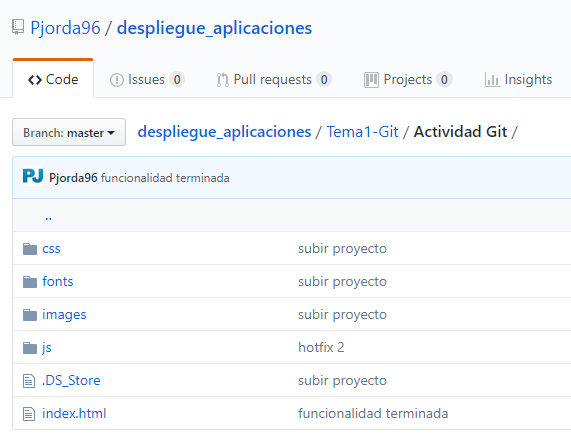 Pjorda96 / despliegue_aplicaciones
Code Issues 0 Pull requests 0 Projects 0 Insights
Branch: master despliegue_aplicaciones / Tema1-Git / Actividad Git /
PJ Pjorda96 funcionalidad terminada
..
css subir proyecto
fonts subir proyecto
images subir proyecto
js hotfix 2
.DS_Store subir proyecto
index.html funcionalidad terminada